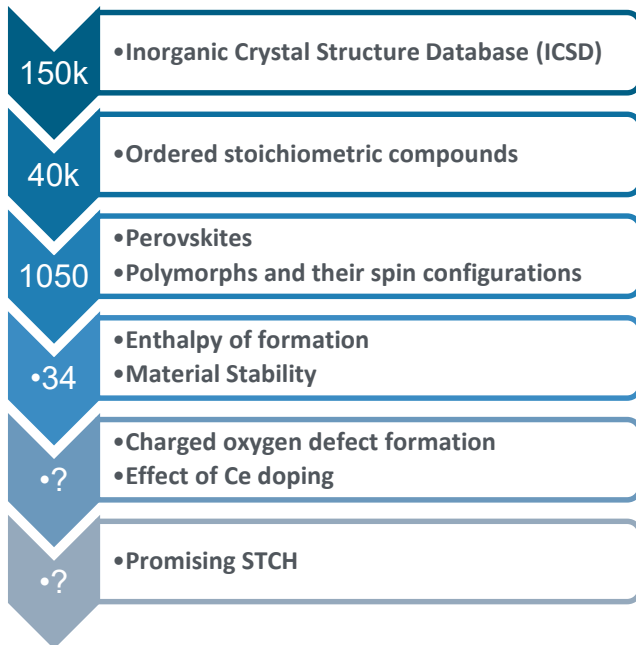 150k
•Inorganic Crystal Structure Database (ICSD)
40k
•Ordered stoichiometric compounds
1050
•Perovskites
•Polymorphs and their spin configurations
•34
•Enthalpy of formation
•Material Stability
•?
•Charged oxygen defect formation
•Effect of Ce doping
•?
•Promising STCH